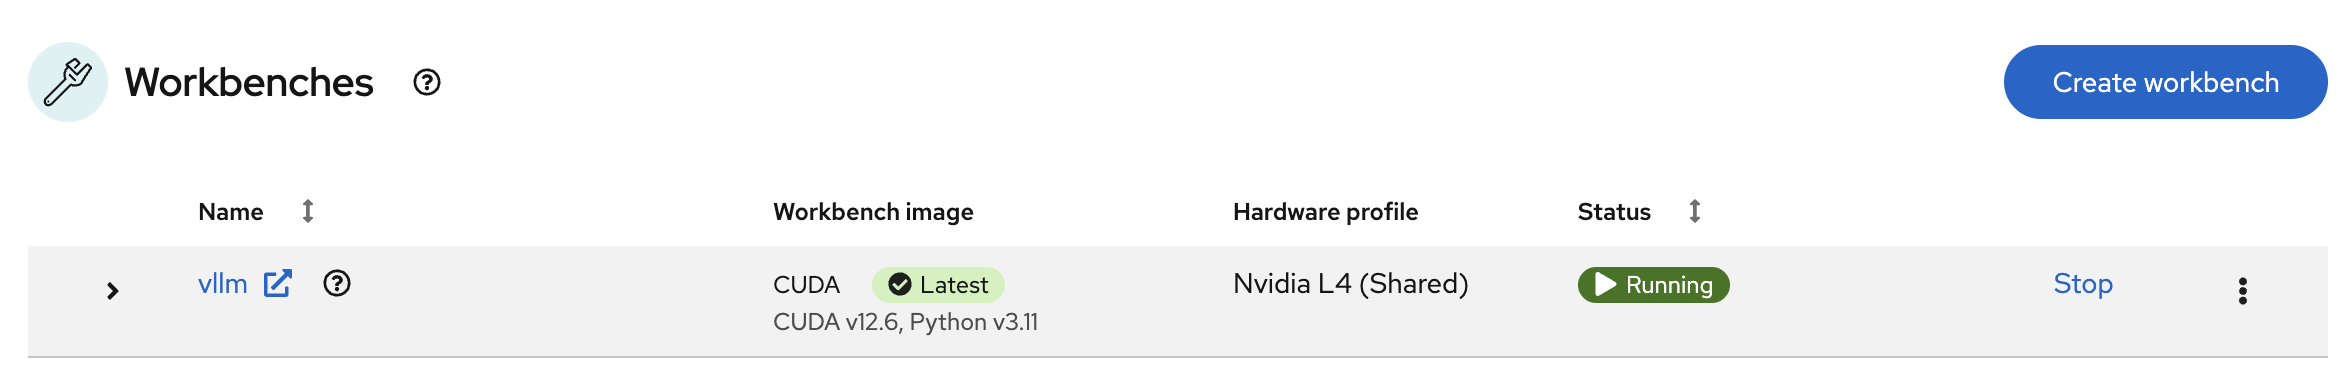 Workbenches
Create workbench
Name Workbench image Hardware profile Status
vllm CUDA Latest Nvidia L4 (Shared) Running Stop
CUDA v12.6, Python v3.11